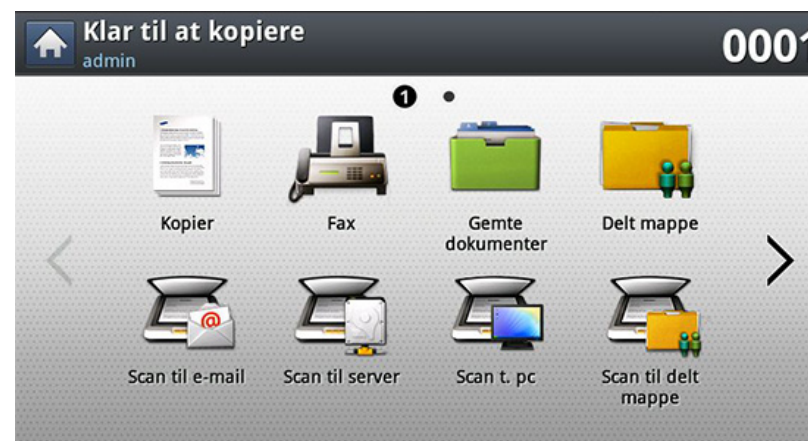 Klar til at kopiere
admin
0001
1
Kopier
Fax
Gemte
dokumenter
Delt mappe
@
Scan til e-mail
Scan til server
Scan t. pc
Scan til delt
mappe